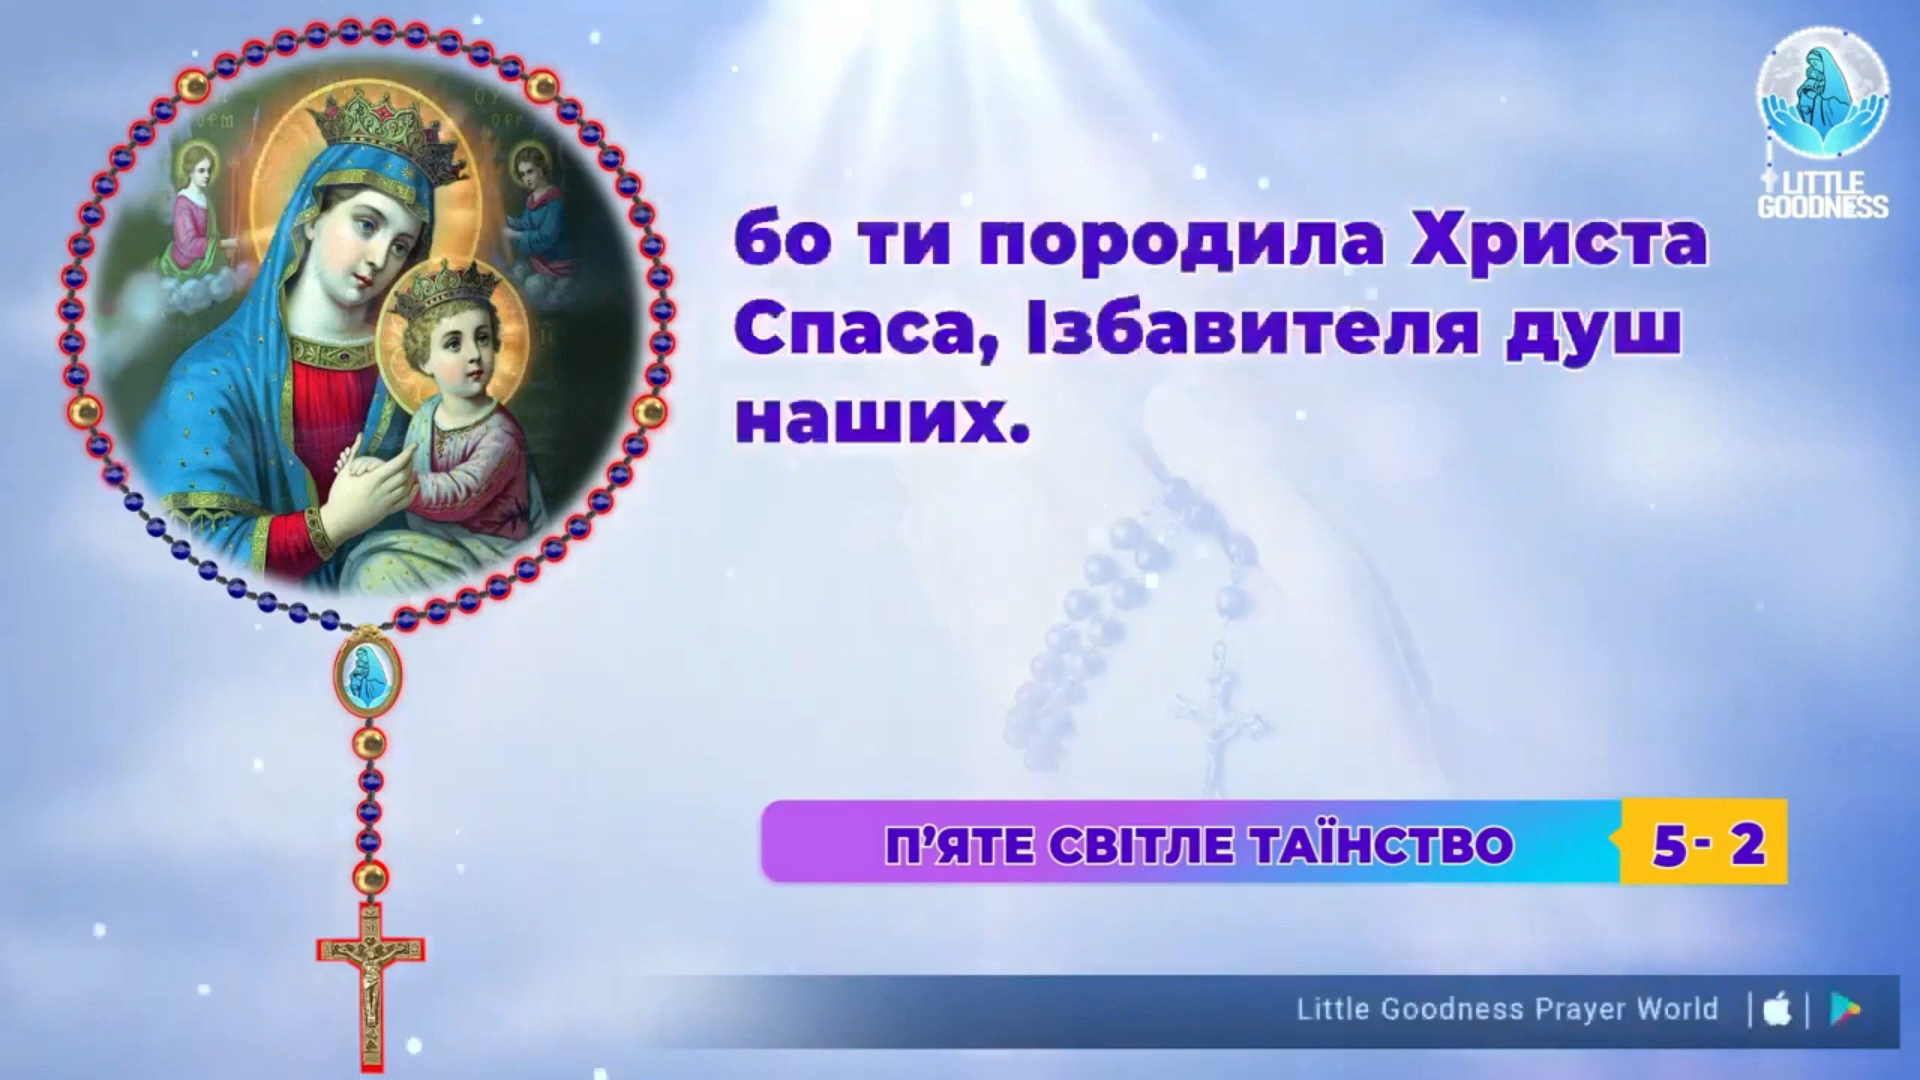 LITTLE
GOODNESS
бо ти породила Христа
Спаса, Ізбавителя душ
наших.
П’ЯТЕ СВІТЛЕ ТАЇНСТВО
5- 2
Little Goodness Prayer World